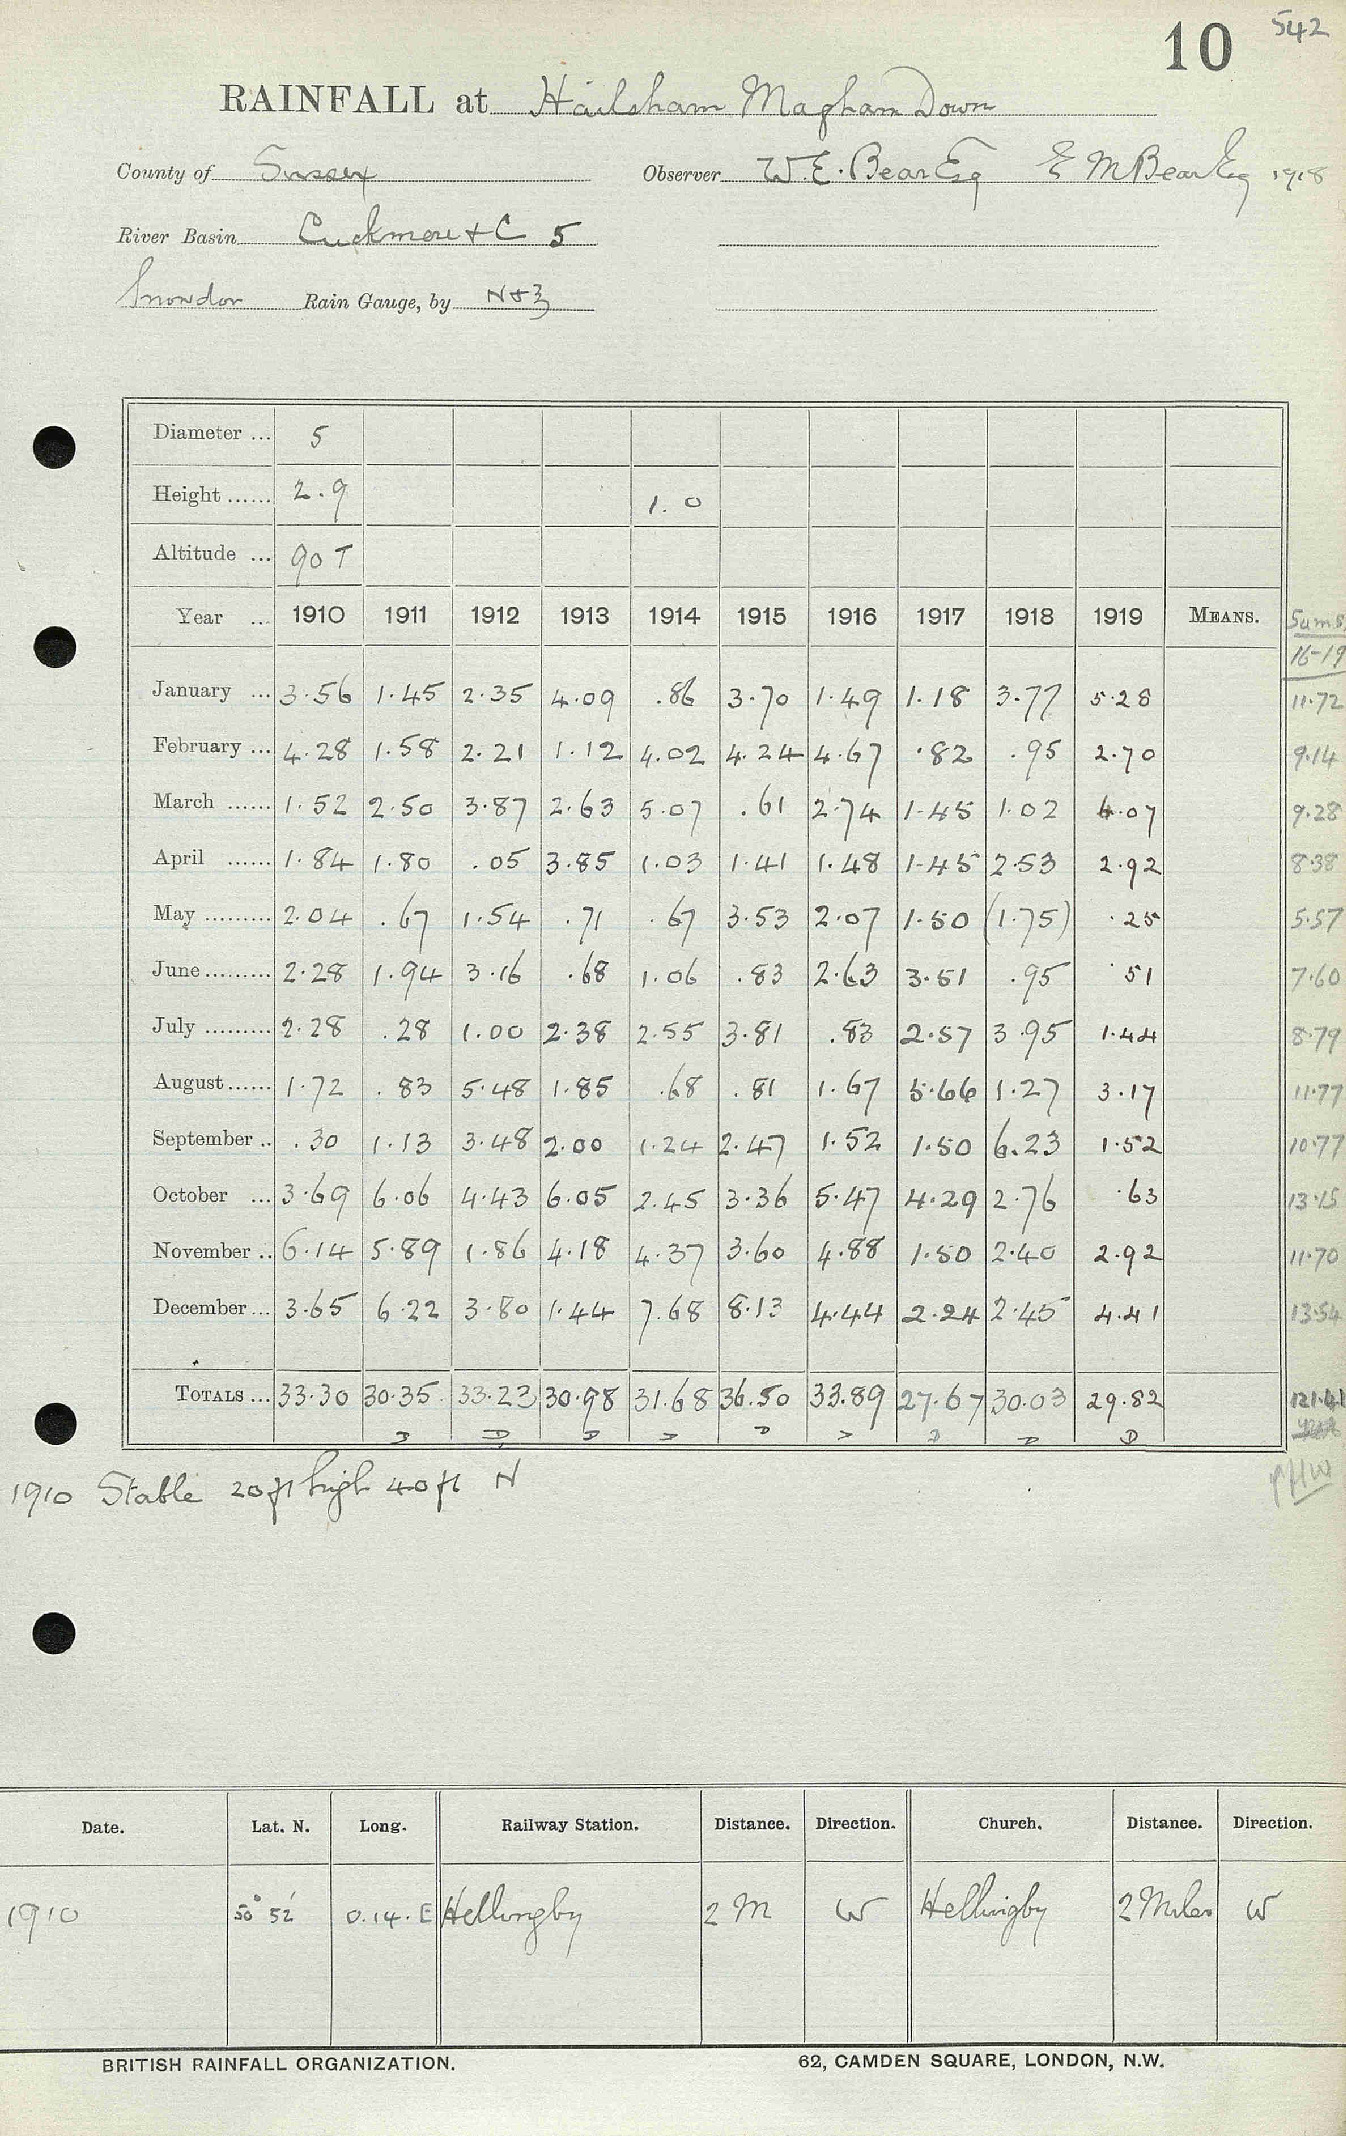 10 542
RAINFALL at Hailsham Magham Down
County of Sussex Observer W. E. Bear Esq E M Bear Esq 1918
River Basin Cuckmere + C 5
Snowdon Rain Gauge, by N+Z
Diameter ... 5
Height ...... 2.9 1.0
Altitude ... 90 T
Year ... 1910 1911 1912 1913 1914 1915 1916 1917 1918 1919 MEANS. Sums
16-19
January ... 3.56 1.45 2.35 4.09 .86 3.70 1.49 1.18 3.77 5.28 11.72
February ... 4.28 1.58 2.21 1.12 4.02 4.24 4.67 .82 .95 2.70 9.14
March ...... 1.52 2.50 3.87 2.63 5.07 .61 2.74 1.45 1.02 4.07 9.28
April ...... 1.84 1.80 .05 3.85 1.03 1.41 1.48 1.45 2.53 2.92 8.38
May ......... 2.04 .67 1.54 .71 .67 3.53 2.07 1.50 (1.75) .25 5.57
June ......... 2.28 1.94 3.16 .68 1.06 .83 2.63 3.51 .95 .51 7.60
July ......... 2.28 .28 1.00 2.38 2.55 3.81 .83 2.57 3.95 1.44 8.79
August ...... 1.72 .83 5.48 1.85 .68 .81 1.67 5.66 1.27 3.17 11.77
September .. .30 1.13 3.48 2.00 1.24 2.47 1.52 1.50 6.23 1.52 10.77
October ... 3.69 6.06 4.43 6.05 2.45 3.36 5.47 4.29 2.76 .63 13.15
November .. 6.14 5.89 1.86 4.18 4.37 3.60 4.88 1.50 2.40 2.92 11.70
December ... 3.65 6.22 3.80 1.44 7.68 8.13 4.44 2.24 2.45 4.41 13.54
TOTALS ... 33.30 30.35 33.23 30.98 31.68 36.50 33.89 27.67 30.03 29.82 121.41
D D D D D D D D D
1910 Stable 20 ft high 40 ft N PHW
Date. Lat. N. Long. Railway Station. Distance. Direction. Church. Distance. Direction.
1910 50° 52' 0.14. E Hellingby 2 M W Hellingby 2 Miles W
BRITISH RAINFALL ORGANIZATION. 62, CAMDEN SQUARE, LONDON, N.W.